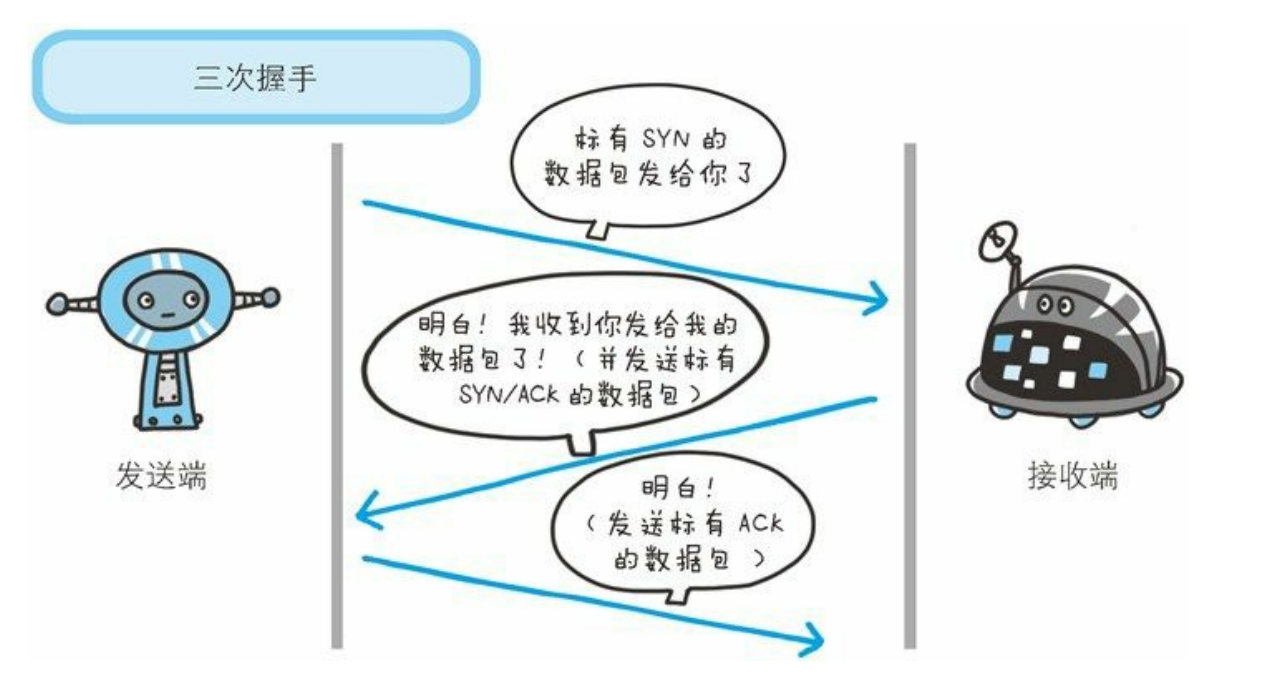 三次握手
标有 SYN 的
数据包发给你了
明白！我收到你发给我的
数据包了！（并发送标有
SYN/ACK 的数据包）
明白！
（发送标有 ACK
的数据包）
发送端
接收端